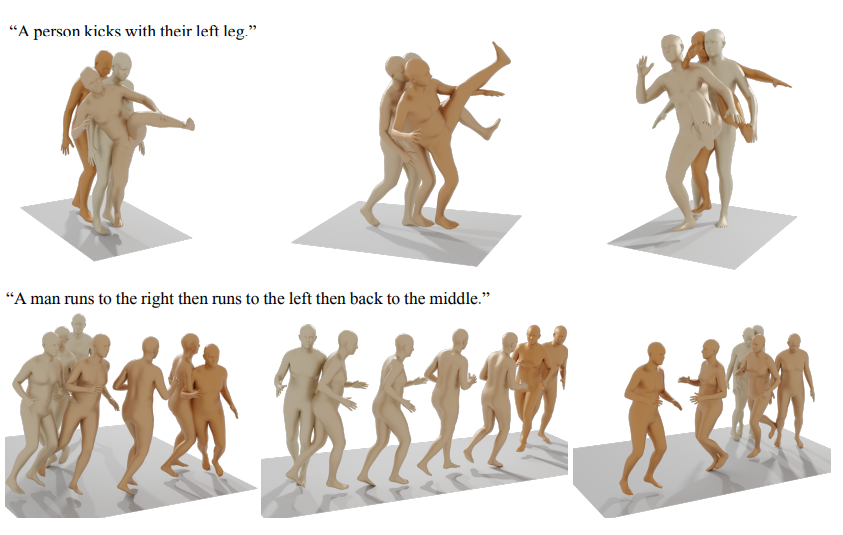 “A person kicks with their left leg.”
“A man runs to the right then runs to the left then back to the middle.”